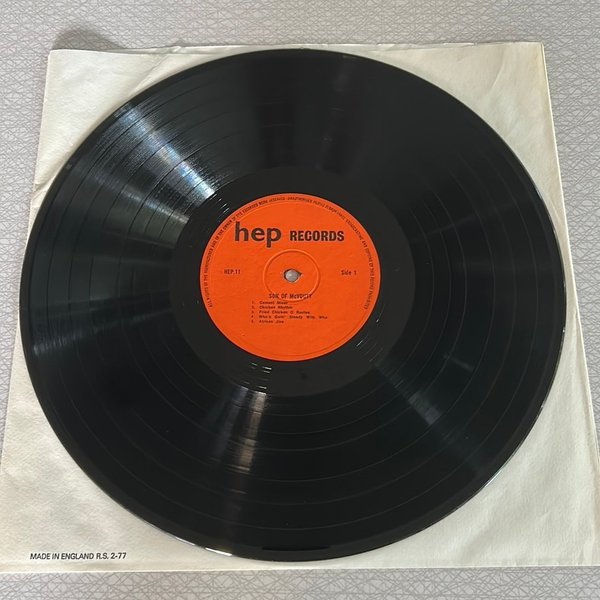 hep RECORDS
HEP.11
Side 1
SON OF McVOUTY
1. Cement Mixer
2. Chicken Rhythm
3. Fried Chicken O Routee
4. Who's Goin' Steady With Who
5. African Jive
MADE IN ENGLAND R.S. 2-77